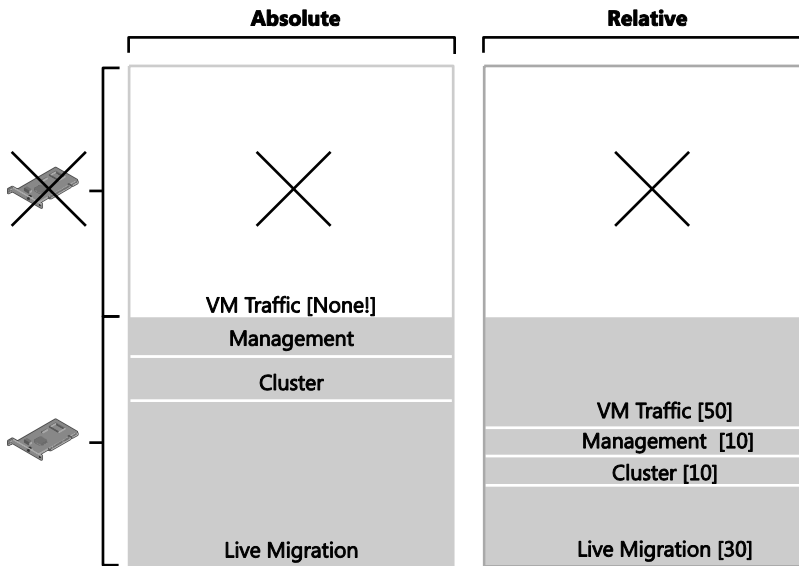 Absolute
Relative
VM Traffic [None!]
Management
Cluster
Live Migration
VM Traffic [50]
Management [10]
Cluster [10]
Live Migration [30]